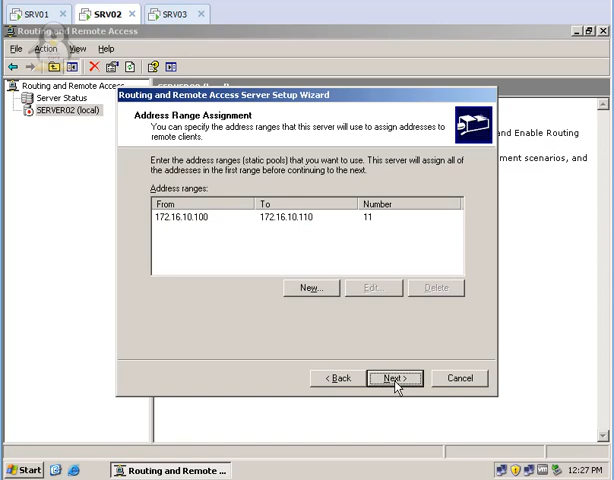 SRV01
SRV02
SRV03
Routing and Remote Access
File Action View Help
Routing and Remote Access
Server Status
SERVER02 (local)
Routing and Remote Access Server Setup Wizard
Address Range Assignment
You can specify the address ranges that this server will use to assign addresses to
remote clients.
Enter the address ranges (static pools) that you want to use. This server will assign all of
the addresses in the first range before continuing to the next.
Address ranges:
From To Number
172.16.10.100 172.16.10.110 11
New... Edit... Delete
< Back Next > Cancel
and Enable Routing
ment scenarios, and
Start
Routing and Remote ...
12:27 PM